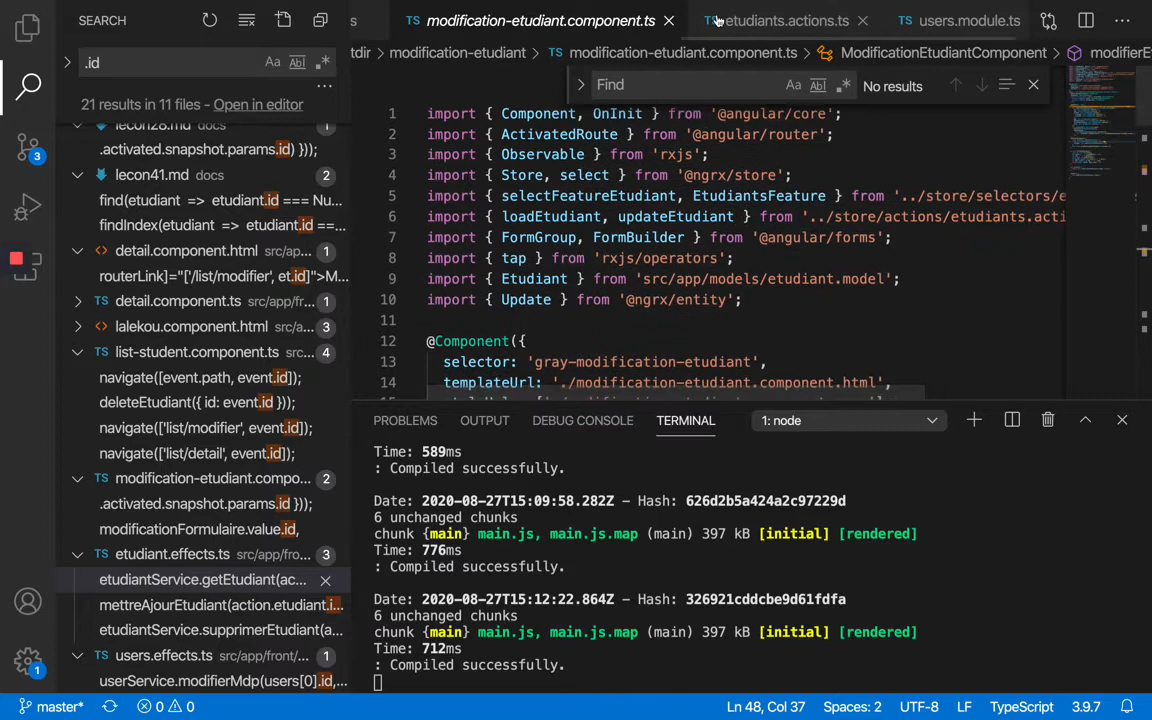 SEARCH
.id
Aa
Abl
21 results in 11 files - Open in editor
lecon28.md docs 1
.activated.snapshot.params.id) }));
lecon41.md docs 2
find(etudiant => etudiant.id === Nu...
findIndex(etudiant => etudiant.id ==...
detail.component.html src/ap... 1
routerLink]="['/list/modifier', et.id]">M...
detail.component.ts src/app/fr... 1
lalekou.component.html src/a... 3
list-student.component.ts src... 4
navigate([event.path, event.id]);
deleteEtudiant({ id: event.id }));
navigate(['list/modifier', event.id]);
navigate(['list/detail', event.id]);
modification-etudiant.compo... 2
.activated.snapshot.params.id }));
modificationFormulaire.value.id,
etudiant.effects.ts src/app/fro... 3
etudiantService.getEtudiant(ac...
mettreAjourEtudiant(action.etudiant.i...
etudiantService.supprimerEtudiant(a...
users.effects.ts src/app/front/... 1
userService.modifierMdp(users[0].id,...
3
1
s
modification-etudiant.component.ts
TS etudiants.actions.ts
TS users.module.ts
tdir > modification-etudiant > TS modification-etudiant.component.ts > ModificationEtudiantComponent > modifierE
Find
Aa
Abl
No results
1 import { Component, OnInit } from '@angular/core';
2 import { ActivatedRoute } from '@angular/router';
3 import { Observable } from 'rxjs';
4 import { Store, select } from '@ngrx/store';
5 import { selectFeatureEtudiant, EtudiantsFeature } from '../store/selectors/e
6 import { loadEtudiant, updateEtudiant } from '../store/actions/etudiants.acti
7 import { FormGroup, FormBuilder } from '@angular/forms';
8 import { tap } from 'rxjs/operators';
9 import { Etudiant } from 'src/app/models/etudiant.model';
10 import { Update } from '@ngrx/entity';
11
12 @Component({
13 selector: 'gray-modification-etudiant',
14 templateUrl: './modification-etudiant.component.html',
PROBLEMS OUTPUT DEBUG CONSOLE TERMINAL 1: node
Time: 589ms
: Compiled successfully.
Date: 2020-08-27T15:09:58.282Z - Hash: 626d2b5a424a2c97229d
6 unchanged chunks
chunk {main} main.js, main.js.map (main) 397 kB [initial] [rendered]
Time: 776ms
: Compiled successfully.
Date: 2020-08-27T15:12:22.864Z - Hash: 326921cddcbe9d61fdfa
6 unchanged chunks
chunk {main} main.js, main.js.map (main) 397 kB [initial] [rendered]
Time: 712ms
: Compiled successfully.
master* 0 0 Ln 48, Col 37 Spaces: 2 UTF-8 LF TypeScript 3.9.7